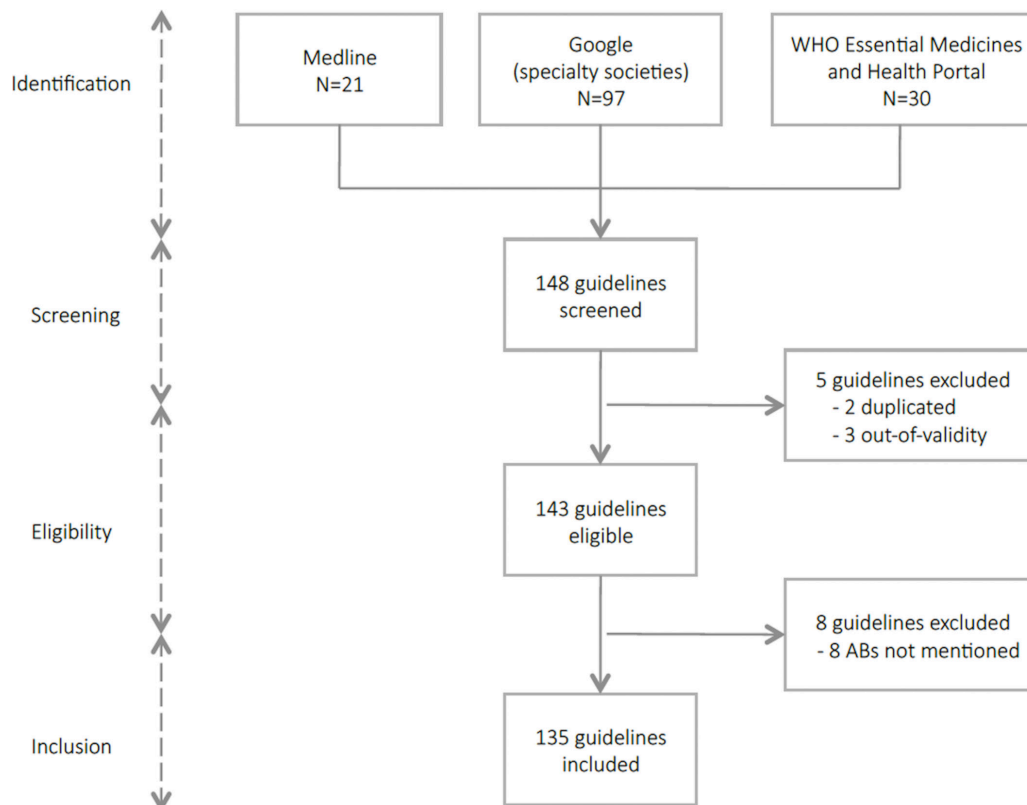 Identification
Medline
N=21
Google
(specialty societies)
N=97
WHO Essential Medicines
and Health Portal
N=30
Screening
148 guidelines
screened
5 guidelines excluded
- 2 duplicated
- 3 out-of-validity
Eligibility
143 guidelines
eligible
8 guidelines excluded
- 8 ABs not mentioned
Inclusion
135 guidelines
included